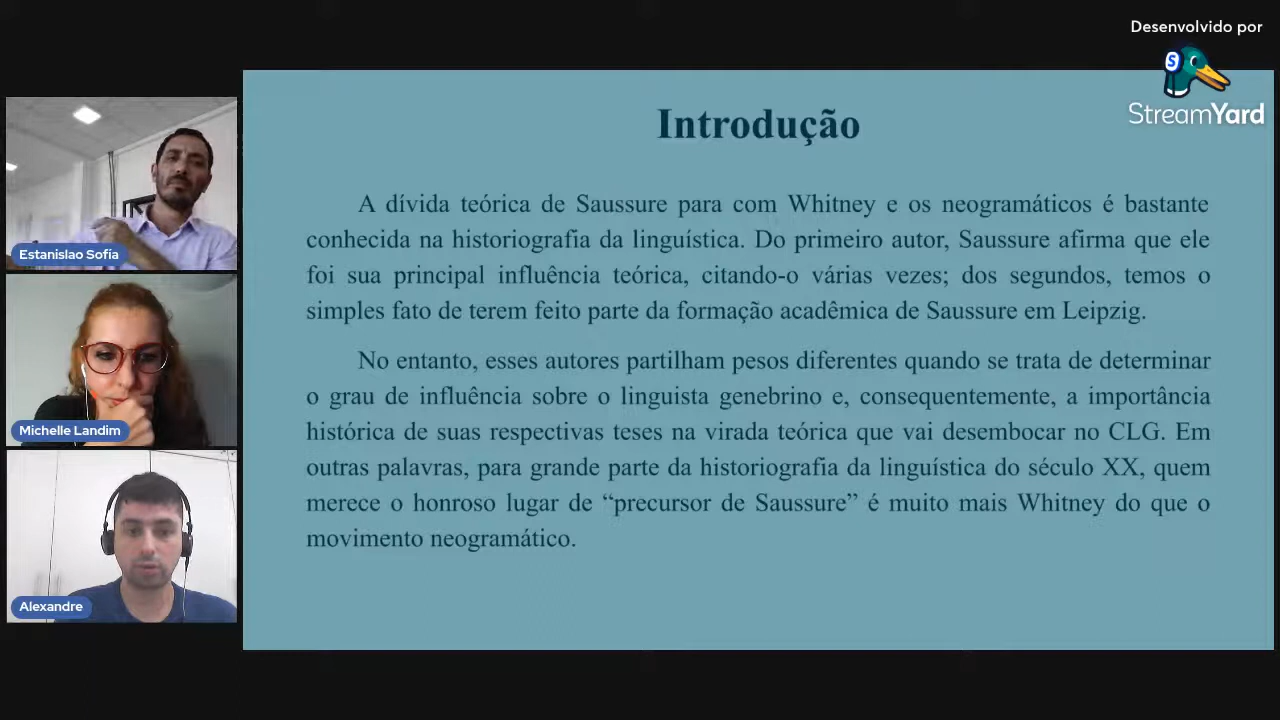 Desenvolvido por
StreamYard
Introdução
A dívida teórica de Saussure para com Whitney e os neogramáticos é bastante
conhecida na historiografia da linguística. Do primeiro autor, Saussure afirma que ele
foi sua principal influência teórica, citando-o várias vezes; dos segundos, temos o
simples fato de terem feito parte da formação acadêmica de Saussure em Leipzig.
No entanto, esses autores partilham pesos diferentes quando se trata de determinar
o grau de influência sobre o linguista genebrino e, consequentemente, a importância
histórica de suas respectivas teses na virada teórica que vai desembocar no CLG. Em
outras palavras, para grande parte da historiografia da linguística do século XX, quem
merece o honroso lugar de “precursor de Saussure” é muito mais Whitney do que o
movimento neogramático.
Estanislao Sofía
Michelle Landim
Alexandre